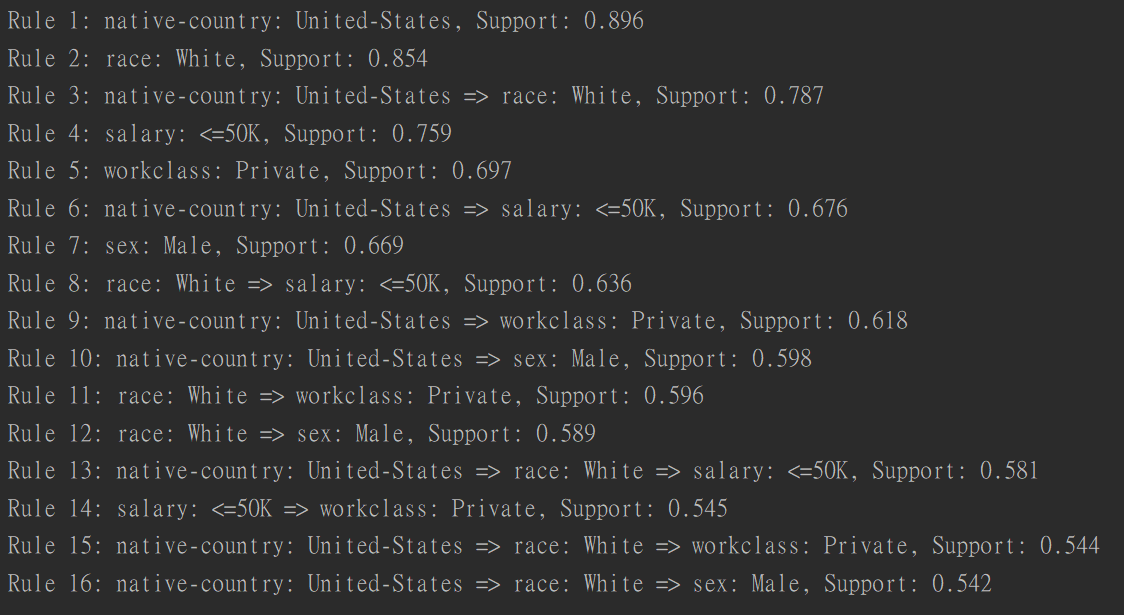 Rule 1: native-country: United-States, Support: 0.896
Rule 2: race: White, Support: 0.854
Rule 3: native-country: United-States => race: White, Support: 0.787
Rule 4: salary: <=50K, Support: 0.759
Rule 5: workclass: Private, Support: 0.697
Rule 6: native-country: United-States => salary: <=50K, Support: 0.676
Rule 7: sex: Male, Support: 0.669
Rule 8: race: White => salary: <=50K, Support: 0.636
Rule 9: native-country: United-States => workclass: Private, Support: 0.618
Rule 10: native-country: United-States => sex: Male, Support: 0.598
Rule 11: race: White => workclass: Private, Support: 0.596
Rule 12: race: White => sex: Male, Support: 0.589
Rule 13: native-country: United-States => race: White => salary: <=50K, Support: 0.581
Rule 14: salary: <=50K => workclass: Private, Support: 0.545
Rule 15: native-country: United-States => race: White => workclass: Private, Support: 0.544
Rule 16: native-country: United-States => race: White => sex: Male, Support: 0.542